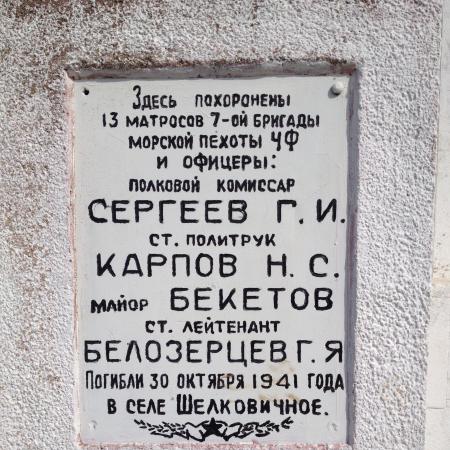 Здесь похоронены
13 матросов 7-ой бригады
морской пехоты ЧФ
и офицеры:
полковой комиссар
СЕРГЕЕВ Г. И.
ст. политрук
КАРПОВ Н. С.
майор БЕКЕТОВ
ст. лейтенант
БЕЛОЗЕРЦЕВ Г. Я
Погибли 30 октября 1941 года
в селе Шелковичное.